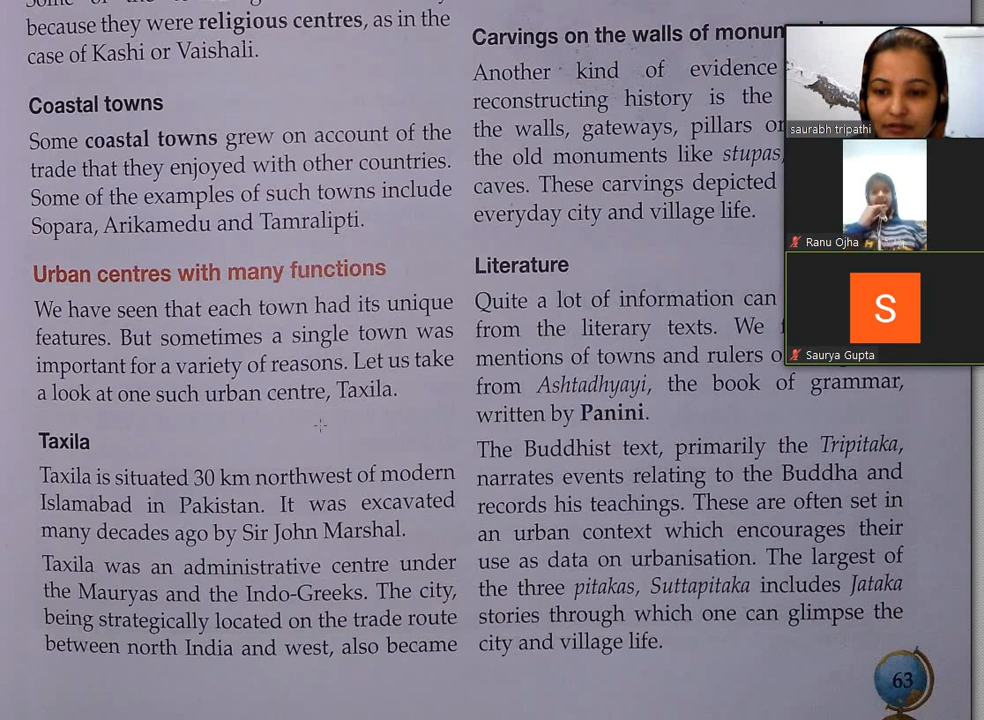 because they were religious centres, as in the
case of Kashi or Vaishali.
Coastal towns
Some coastal towns grew on account of the
trade that they enjoyed with other countries.
Some of the examples of such towns include
Sopara, Arikamedu and Tamralipti.
Urban centres with many functions
We have seen that each town had its unique
features. But sometimes a single town was
important for a variety of reasons. Let us take
a look at one such urban centre, Taxila.
Taxila
Taxila is situated 30 km northwest of modern
Islamabad in Pakistan. It was excavated
many decades ago by Sir John Marshal.
Taxila was an administrative centre under
the Mauryas and the Indo-Greeks. The city,
being strategically located on the trade route
between north India and west, also became
Carvings on the walls of
Another kind of evidence
reconstructing history is the
the walls, gateways, pillars
the old monuments like stupas,
caves. These carvings depicted
everyday city and village life.
Literature
Quite a lot of information can
from the literary texts. We
mentions of towns and rulers
from Ashtadhyayi, the book of grammar,
written by Panini.
The Buddhist text, primarily the Tripitaka,
narrates events relating to the Buddha and
records his teachings. These are often set in
an urban context which encourages their
use as data on urbanisation. The largest of
the three pitakas, Suttapitaka includes Jataka
stories through which one can glimpse the
city and village life.
63
saurabh tripathi
Ranu Ojha
S
Saurya Gupta